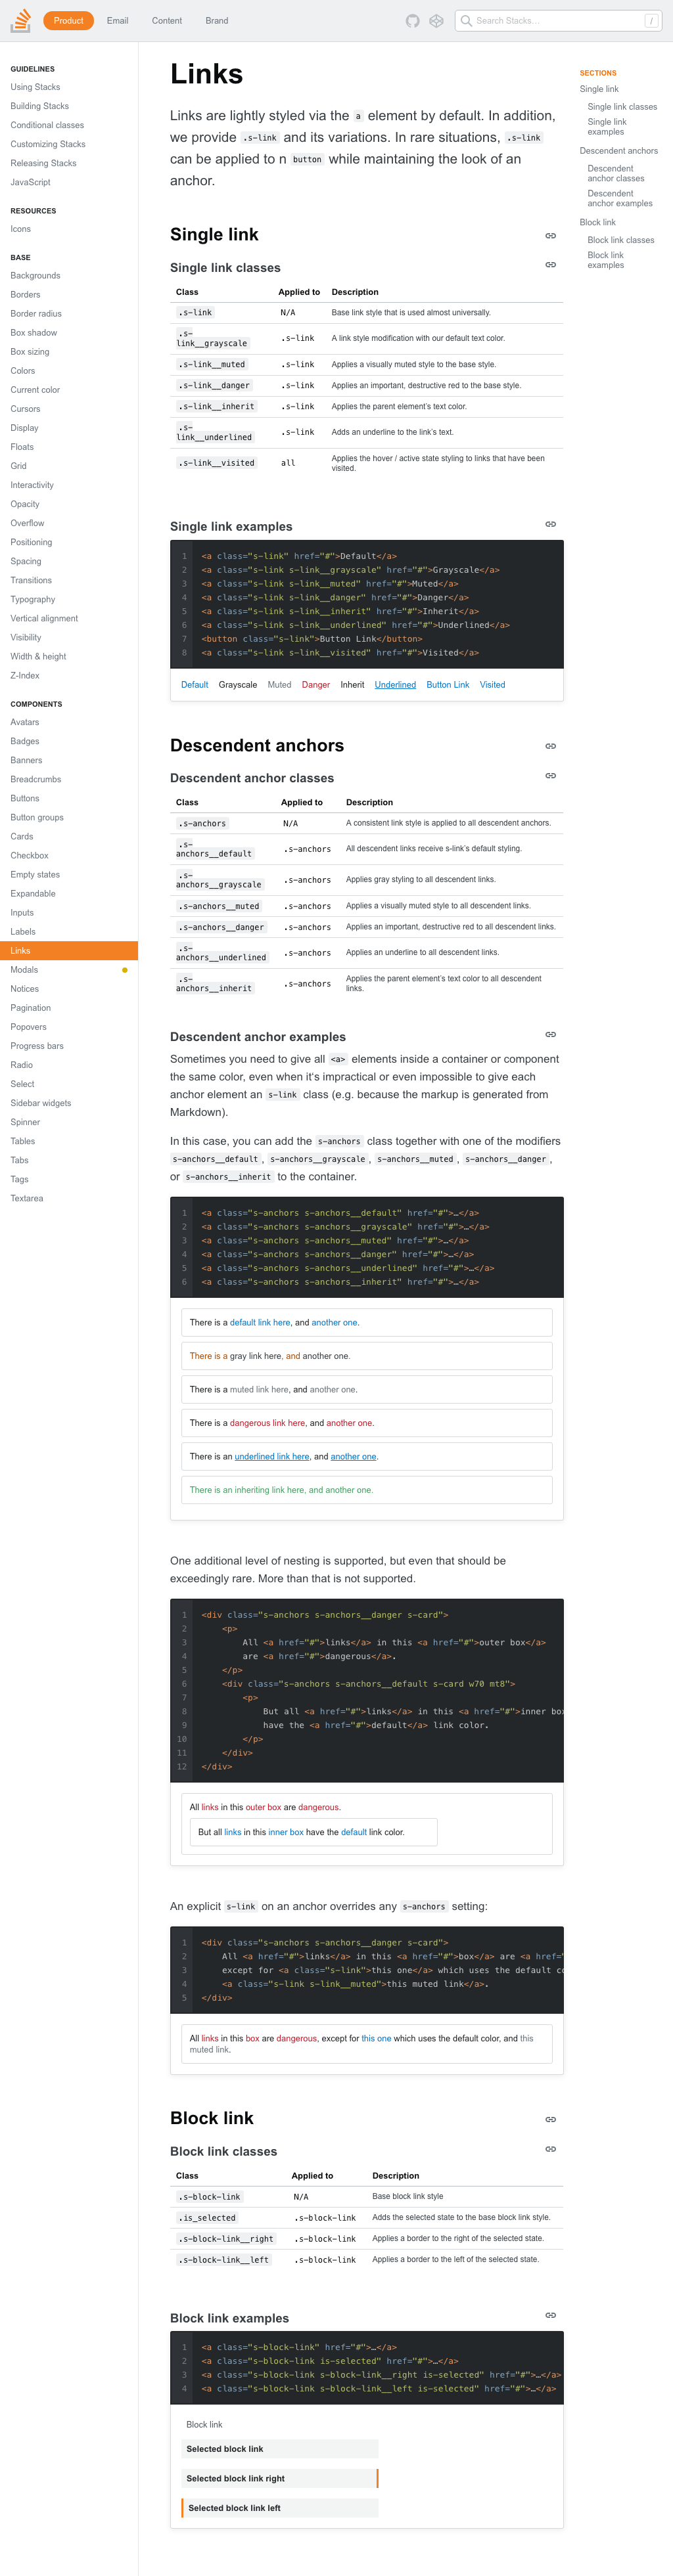 Product
Email
Content
Brand
Search Stacks...
/
GUIDELINES
Using Stacks
Building Stacks
Conditional classes
Customizing Stacks
Releasing Stacks
JavaScript
RESOURCES
Icons
BASE
Backgrounds
Borders
Border radius
Box shadow
Box sizing
Colors
Current color
Cursors
Display
Floats
Grid
Interactivity
Opacity
Overflow
Positioning
Spacing
Transitions
Typography
Vertical alignment
Visibility
Width & height
Z-Index
COMPONENTS
Avatars
Badges
Banners
Breadcrumbs
Buttons
Button groups
Cards
Checkbox
Empty states
Expandable
Inputs
Labels
Links
Modals
Notices
Pagination
Popovers
Progress bars
Radio
Select
Sidebar widgets
Spinner
Tables
Tabs
Tags
Textarea
Links
Links are lightly styled via the a element by default. In addition,
we provide .s-link and its variations. In rare situations, .s-link
can be applied to n button while maintaining the look of an
anchor.
Single link
Single link classes
Class Applied to Description
.s-link N/A Base link style that is used almost universally.
.s-
link__grayscale .s-link A link style modification with our default text color.
.s-link__muted .s-link Applies a visually muted style to the base style.
.s-link__danger .s-link Applies an important, destructive red to the base style.
.s-link__inherit .s-link Applies the parent element's text color.
.s-
link__underlined .s-link Adds an underline to the link's text.
.s-link__visited all Applies the hover / active state styling to links that have been
visited.
Single link examples
1 <a class="s-link" href="#">Default</a>
2 <a class="s-link s-link__grayscale" href="#">Grayscale</a>
3 <a class="s-link s-link__muted" href="#">Muted</a>
4 <a class="s-link s-link__danger" href="#">Danger</a>
5 <a class="s-link s-link__inherit" href="#">Inherit</a>
6 <a class="s-link s-link__underlined" href="#">Underlined</a>
7 <button class="s-link">Button Link</button>
8 <a class="s-link s-link__visited" href="#">Visited</a>
Default Grayscale Muted Danger Inherit Underlined Button Link Visited
Descendent anchors
Descendent anchor classes
Class Applied to Description
.s-anchors N/A A consistent link style is applied to all descendent anchors.
.s-
anchors__default .s-anchors All descendent links receive s-link's default styling.
.s-
anchors__grayscale .s-anchors Applies gray styling to all descendent links.
.s-anchors__muted .s-anchors Applies a visually muted style to all descendent links.
.s-anchors__danger .s-anchors Applies an important, destructive red to all descendent links.
.s-
anchors__underlined .s-anchors Applies an underline to all descendent links.
.s-
anchors__inherit .s-anchors Applies the parent element's text color to all descendent
links.
Descendent anchor examples
Sometimes you need to give all <a> elements inside a container or component
the same color, even when it's impractical or even impossible to give each
anchor element an s-link class (e.g. because the markup is generated from
Markdown).
In this case, you can add the s-anchors class together with one of the modifiers
s-anchors__default , s-anchors__grayscale , s-anchors__muted , s-anchors__danger ,
or s-anchors__inherit to the container.
1 <a class="s-anchors s-anchors__default" href="#">…</a>
2 <a class="s-anchors s-anchors__grayscale" href="#">…</a>
3 <a class="s-anchors s-anchors__muted" href="#">…</a>
4 <a class="s-anchors s-anchors__danger" href="#">…</a>
5 <a class="s-anchors s-anchors__underlined" href="#">…</a>
6 <a class="s-anchors s-anchors__inherit" href="#">…</a>
There is a default link here, and another one.
There is a gray link here, and another one.
There is a muted link here, and another one.
There is a dangerous link here, and another one.
There is an underlined link here, and another one.
There is an inheriting link here, and another one.
One additional level of nesting is supported, but even that should be
exceedingly rare. More than that is not supported.
1 <div class="s-anchors s-anchors__danger s-card">
2 <p>
3 All <a href="#">links</a> in this <a href="#">outer box</a>
4 are <a href="#">dangerous</a>.
5 </p>
6 <div class="s-anchors s-anchors__default s-card w70 mt8">
7 <p>
8 But all <a href="#">links</a> in this <a href="#">inner box
9 have the <a href="#">default</a> link color.
10 </p>
11 </div>
12 </div>
All links in this outer box are dangerous.
But all links in this inner box have the default link color.
An explicit s-link on an anchor overrides any s-anchors setting:
1 <div class="s-anchors s-anchors__danger s-card">
2 All <a href="#">links</a> in this <a href="#">box</a> are <a href="
3 except for <a class="s-link">this one</a> which uses the default co
4 <a class="s-link s-link__muted">this muted link</a>.
5 </div>
All links in this box are dangerous, except for this one which uses the default color, and this
muted link.
Block link
Block link classes
Class Applied to Description
.s-block-link N/A Base block link style
.is_selected .s-block-link Adds the selected state to the base block link style.
.s-block-link__right .s-block-link Applies a border to the right of the selected state.
.s-block-link__left .s-block-link Applies a border to the left of the selected state.
Block link examples
1 <a class="s-block-link" href="#">…</a>
2 <a class="s-block-link is-selected" href="#">…</a>
3 <a class="s-block-link s-block-link__right is-selected" href="#">…</a>
4 <a class="s-block-link s-block-link__left is-selected" href="#">…</a>
Block link
Selected block link
Selected block link right
Selected block link left
SECTIONS
Single link
Single link classes
Single link
examples
Descendent anchors
Descendent
anchor classes
Descendent
anchor examples
Block link
Block link classes
Block link
examples